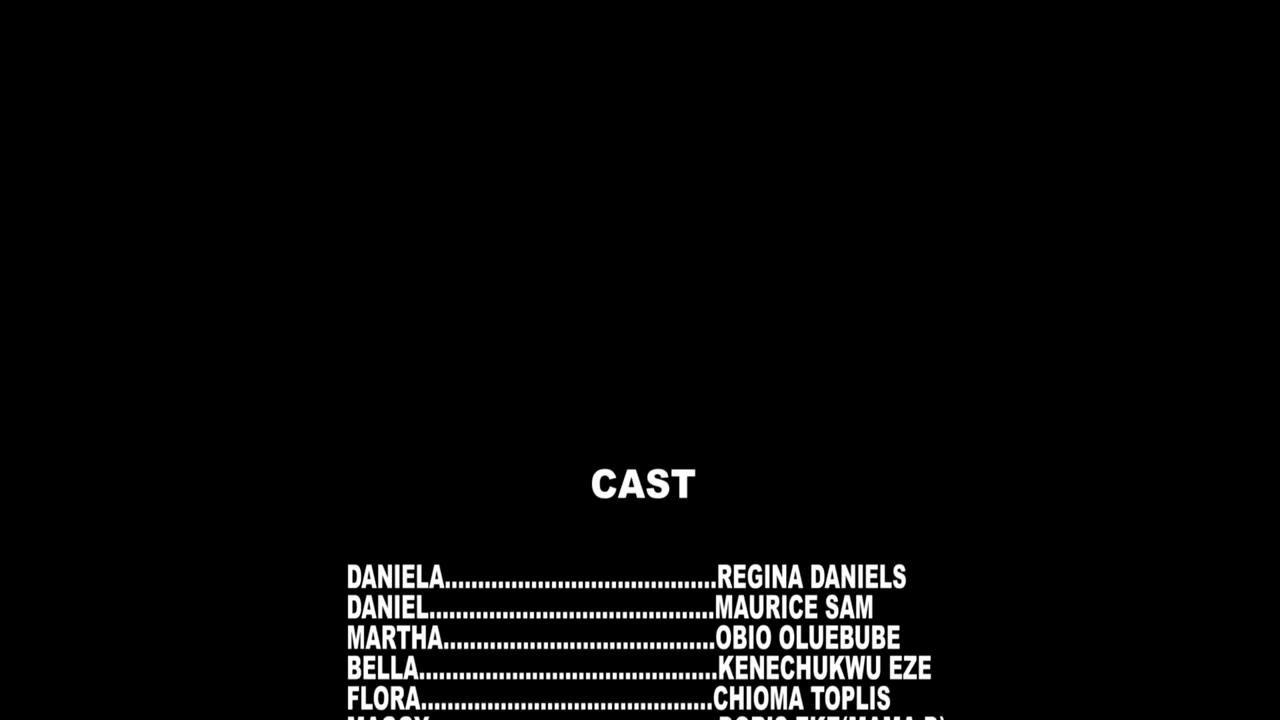 CAST
DANIELA.........................................REGINA DANIELS
DANIEL...........................................MAURICE SAM
MARTHA.........................................OBIO OLUEBUBE
BELLA.............................................KENECHUKWU EZE
FLORA............................................CHIOMA TOPLIS